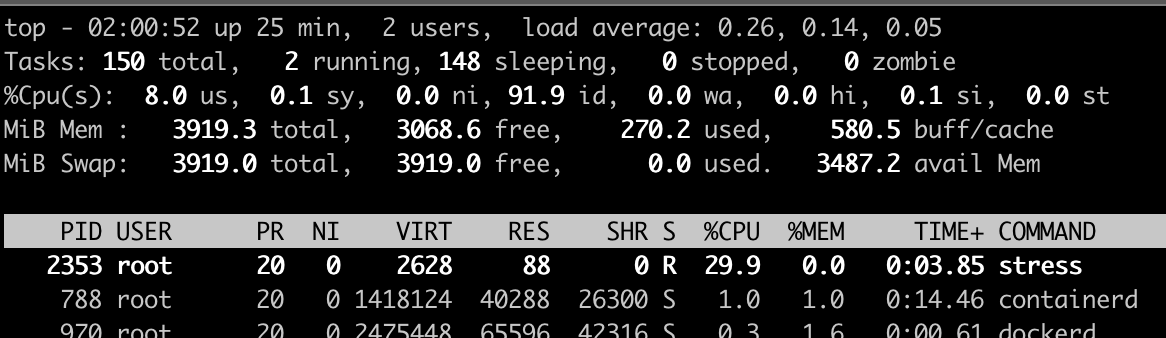 top - 02:00:52 up 25 min,  2 users,  load average: 0.26, 0.14, 0.05
Tasks: 150 total,   2 running, 148 sleeping,   0 stopped,   0 zombie
%Cpu(s):  8.0 us,  0.1 sy,  0.0 ni, 91.9 id,  0.0 wa,  0.0 hi,  0.1 si,  0.0 st
MiB Mem :   3919.3 total,   3068.6 free,    270.2 used,    580.5 buff/cache
MiB Swap:   3919.0 total,   3919.0 free,      0.0 used.   3487.2 avail Mem
PID USER      PR  NI    VIRT    RES    SHR S  %CPU  %MEM     TIME+ COMMAND
2353 root      20   0    2628     88      0 R  29.9   0.0   0:03.85 stress
788 root      20   0 1418124  40288  26300 S   1.0   1.0   0:14.46 containerd
970 root      20   0 2475448  65596  42316 S   0.3   1.6   0:00.61 dockerd